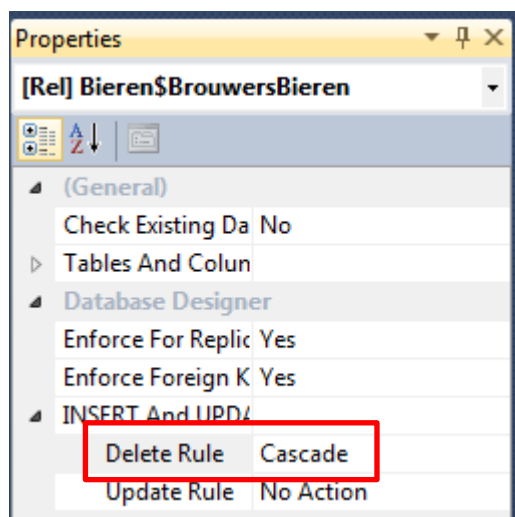 Properties
[Rel] Bieren$BrouwersBieren
(General)
Check Existing Da No
Tables And Colun
Database Designer
Enforce For Replic Yes
Enforce Foreign K Yes
INSERT And UPDA
Delete Rule Cascade
Update Rule No Action